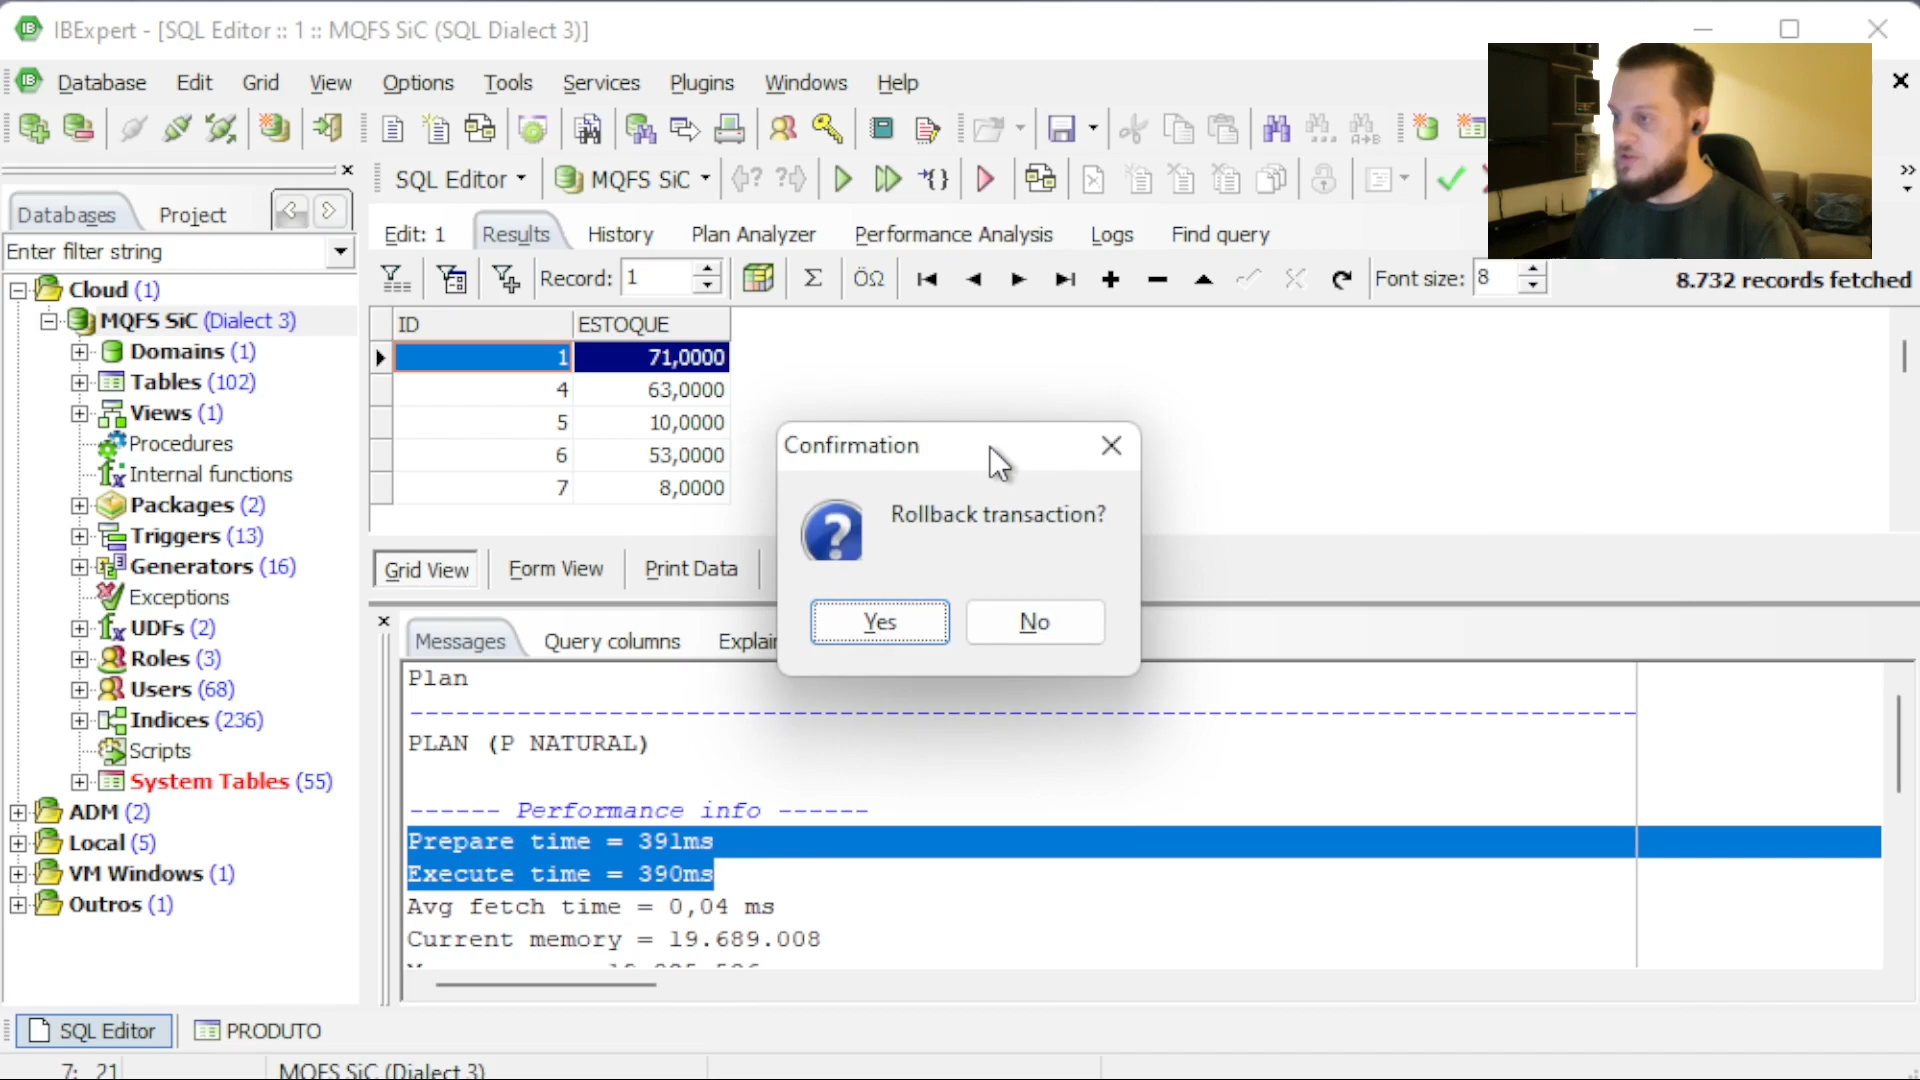 IBExpert - [SQL Editor :: 1 :: MQFS SiC (SQL Dialect 3)]
Database Edit Grid View Options Tools Services Plugins Windows Help
SQL Editor MQFS SiC
Databases Project
Enter filter string
Edit: 1 Results History Plan Analyzer Performance Analysis Logs Find query
Record: 1 Σ ÖΩ Font size: 8 8.732 records fetched
Cloud (1)
MQFS SiC (Dialect 3)
Domains (1)
Tables (102)
Views (1)
Procedures
Internal functions
Packages (2)
Triggers (13)
Generators (16)
Exceptions
UDFs (2)
Roles (3)
Users (68)
Indices (236)
Scripts
System Tables (55)
ADM (2)
Local (5)
VM Windows (1)
Outros (1)
ID ESTOQUE
1 71,0000
4 63,0000
5 10,0000
6 53,0000
7 8,0000
Confirmation
Rollback transaction?
Yes No
Grid View Form View Print Data
Messages Query columns
Plan
PLAN (P NATURAL)
------ Performance info ------
Prepare time = 391ms
Execute time = 390ms
Avg fetch time = 0,04 ms
Current memory = 19.689.008
SQL Editor PRODUTO
7: 21 MQFS SiC (Dialect 3)